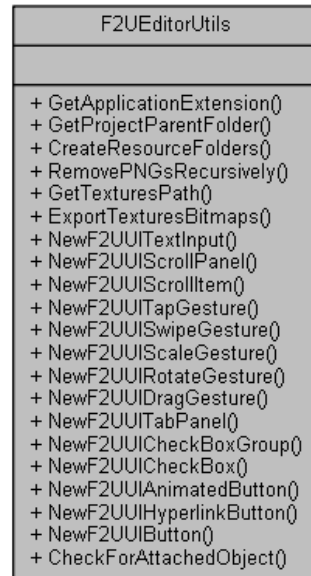 F2UEditorUtils
+ GetApplicationExtension()
+ GetProjectParentFolder()
+ CreateResourceFolders()
+ RemovePNGsRecursively()
+ GetTexturesPath()
+ ExportTexturesBitmaps()
+ NewF2UUITextInput()
+ NewF2UUIScrollPanel()
+ NewF2UUIScrollItem()
+ NewF2UUITapGesture()
+ NewF2UUISwipeGesture()
+ NewF2UUIScaleGesture()
+ NewF2UUIRotateGesture()
+ NewF2UUIDragGesture()
+ NewF2UUITabPanel()
+ NewF2UUICheckBoxGroup()
+ NewF2UUICheckBox()
+ NewF2UUIAnimatedButton()
+ NewF2UUIHyperlinkButton()
+ NewF2UUIButton()
+ CheckForAttachedObject()